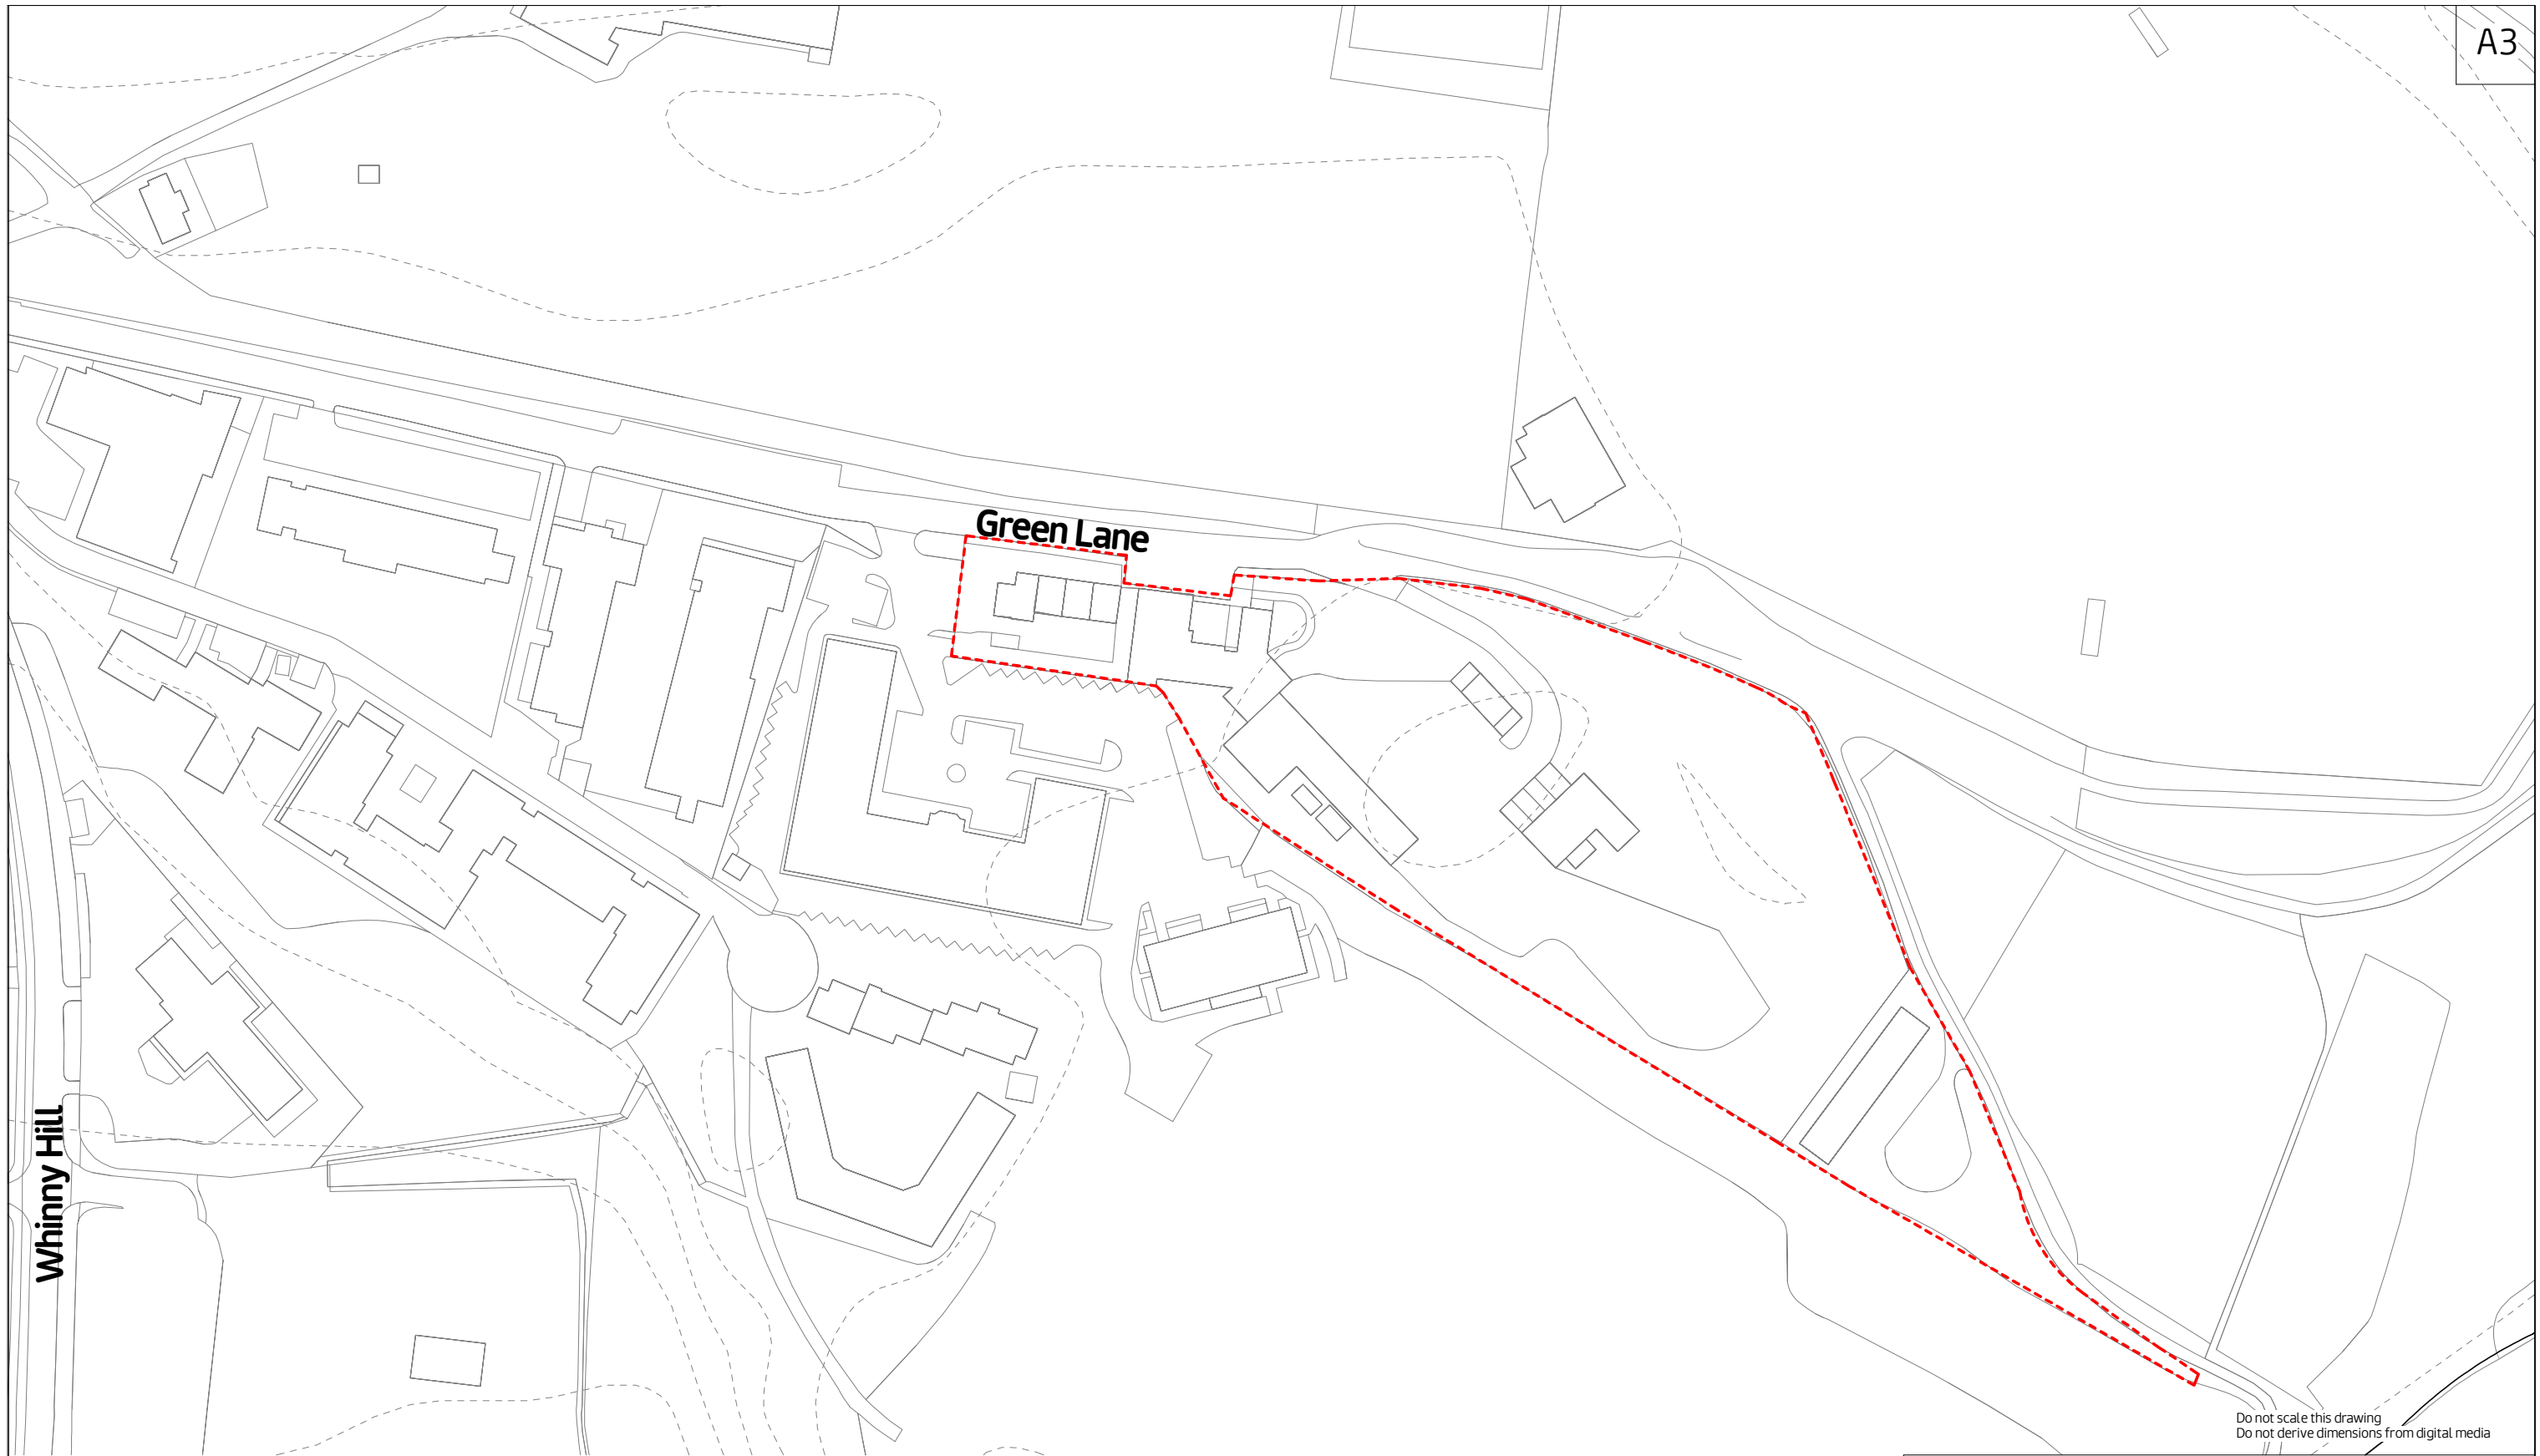 A3
Green Lane
Whinny Hill
Do not scale this drawing
Do not derive dimensions from digital media